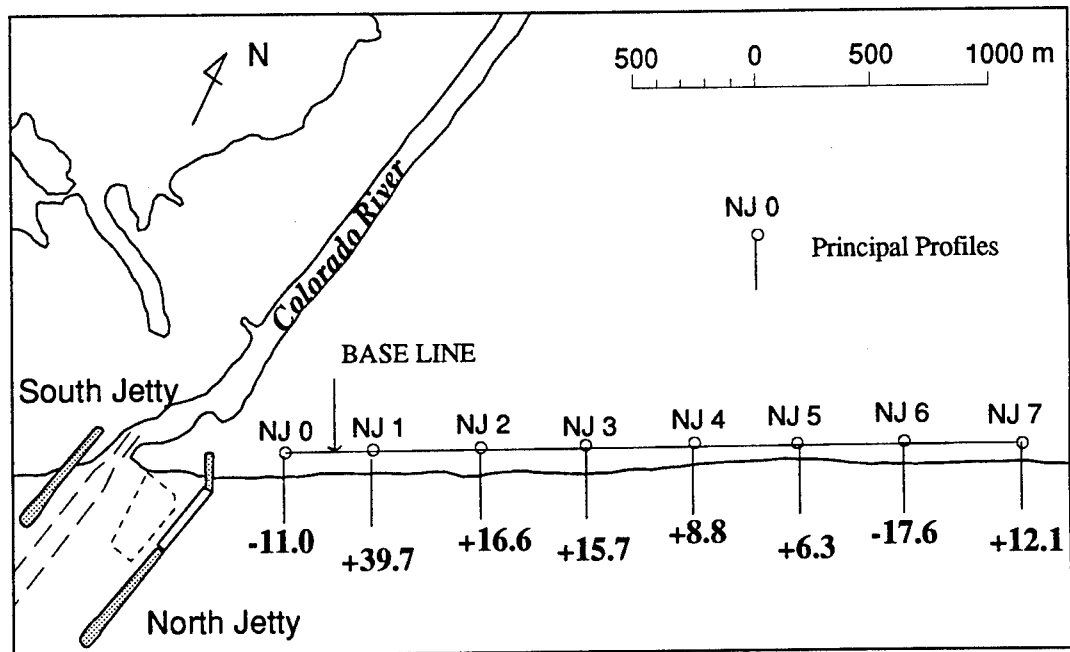 N
500 0 500 1000 m
NJ 0
Principal Profiles
Colorado River
BASE LINE
South Jetty
NJ 0 NJ 1 NJ 2 NJ 3 NJ 4 NJ 5 NJ 6 NJ 7
-11.0 +39.7 +16.6 +15.7 +8.8 +6.3 -17.6 +12.1
North Jetty